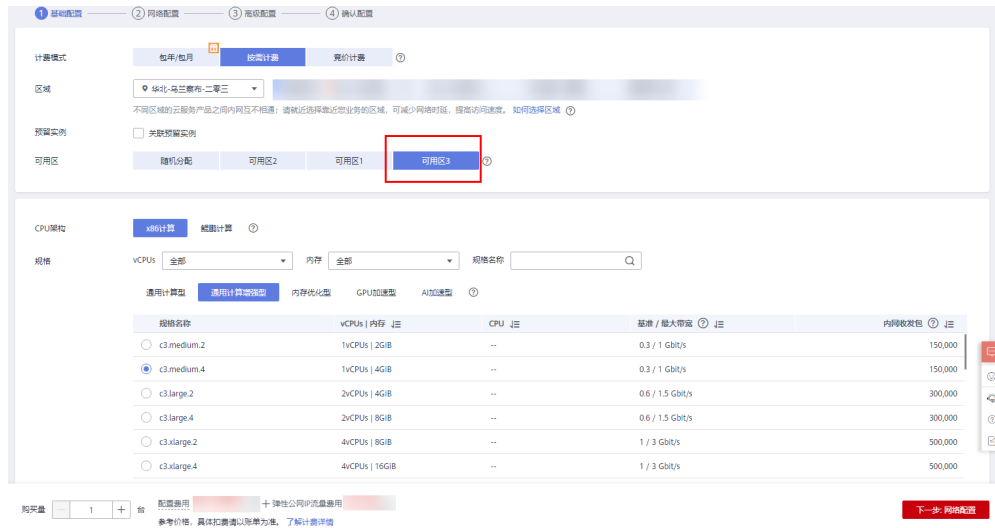 1 基础配置 2 网络配置 3 高级配置 4 确认配置
计费模式 包年/包月 按需计费 竞价计费
区域 华北-乌兰察布-二零三
不同区域的云服务产品之间内网互不相通；请就近选择靠近您业务的区域，可减少网络时延，提高访问速度。 如何选择区域
预留实例 关联预留实例
可用区 随机分配 可用区2 可用区1 可用区3
CPU架构 x86计算 鲲鹏计算
规格 vCPUs 全部 内存 全部 规格名称
通用计算型 通用计算增强型 内存优化型 GPU加速型 AI加速型
规格名称 vCPUs | 内存 CPU 基准 / 最大带宽 内网收发包
c3.medium.2 1vCPUs | 2GiB -- 0.3 / 1 Gbit/s 150,000
c3.medium.4 1vCPUs | 4GiB -- 0.3 / 1 Gbit/s 150,000
c3.large.2 2vCPUs | 4GiB -- 0.6 / 1.5 Gbit/s 300,000
c3.large.4 2vCPUs | 8GiB -- 0.6 / 1.5 Gbit/s 300,000
c3.xlarge.2 4vCPUs | 8GiB -- 1 / 3 Gbit/s 500,000
c3.xlarge.4 4vCPUs | 16GiB -- 1 / 3 Gbit/s 500,000
购买量 1 台 配置费用 + 弹性公网IP流量费用 下一步: 网络配置
参考价格，具体扣费请以账单为准。 了解计费详情